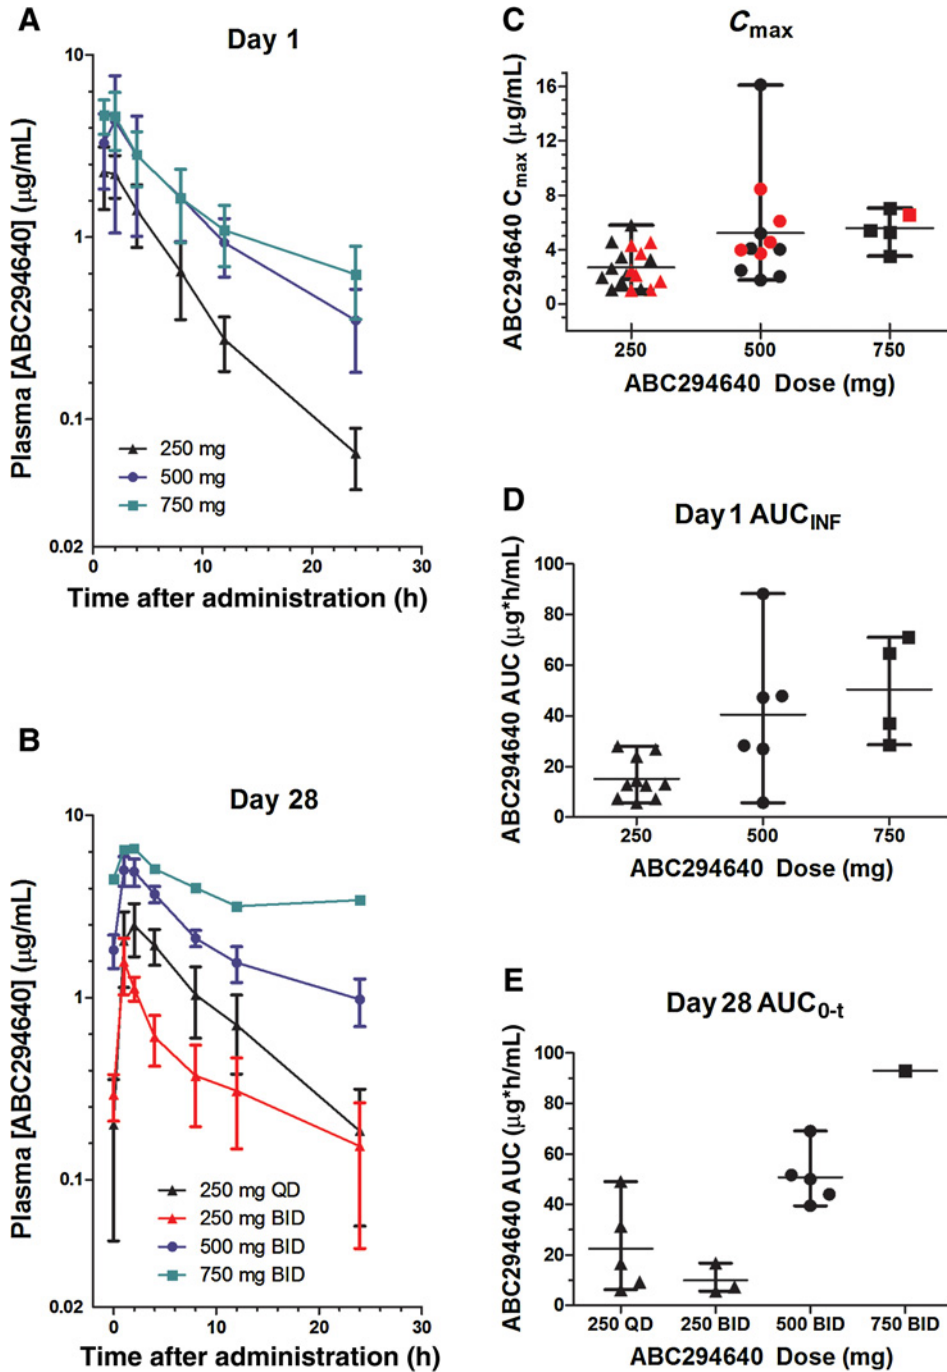 A
Day 1
Plasma [ABC294640] (µg/mL)
10
1
0.1
0.02
250 mg
500 mg
750 mg
0 10 20 30
Time after administration (h)
B
Day 28
Plasma [ABC294640] (µg/mL)
10
1
0.1
0.02
250 mg QD
250 mg BID
500 mg BID
750 mg BID
0 10 20 30
Time after administration (h)
C
Cmax
ABC294640 Cmax (µg/mL)
16
12
8
4
0
250 500 750
ABC294640 Dose (mg)
D
Day 1 AUCINF
ABC294640 AUC (µg*h/mL)
100
80
60
40
20
0
250 500 750
ABC294640 Dose (mg)
E
Day 28 AUC0-t
ABC294640 AUC (µg*h/mL)
100
80
60
40
20
0
250 QD 250 BID 500 BID 750 BID
ABC294640 Dose (mg)